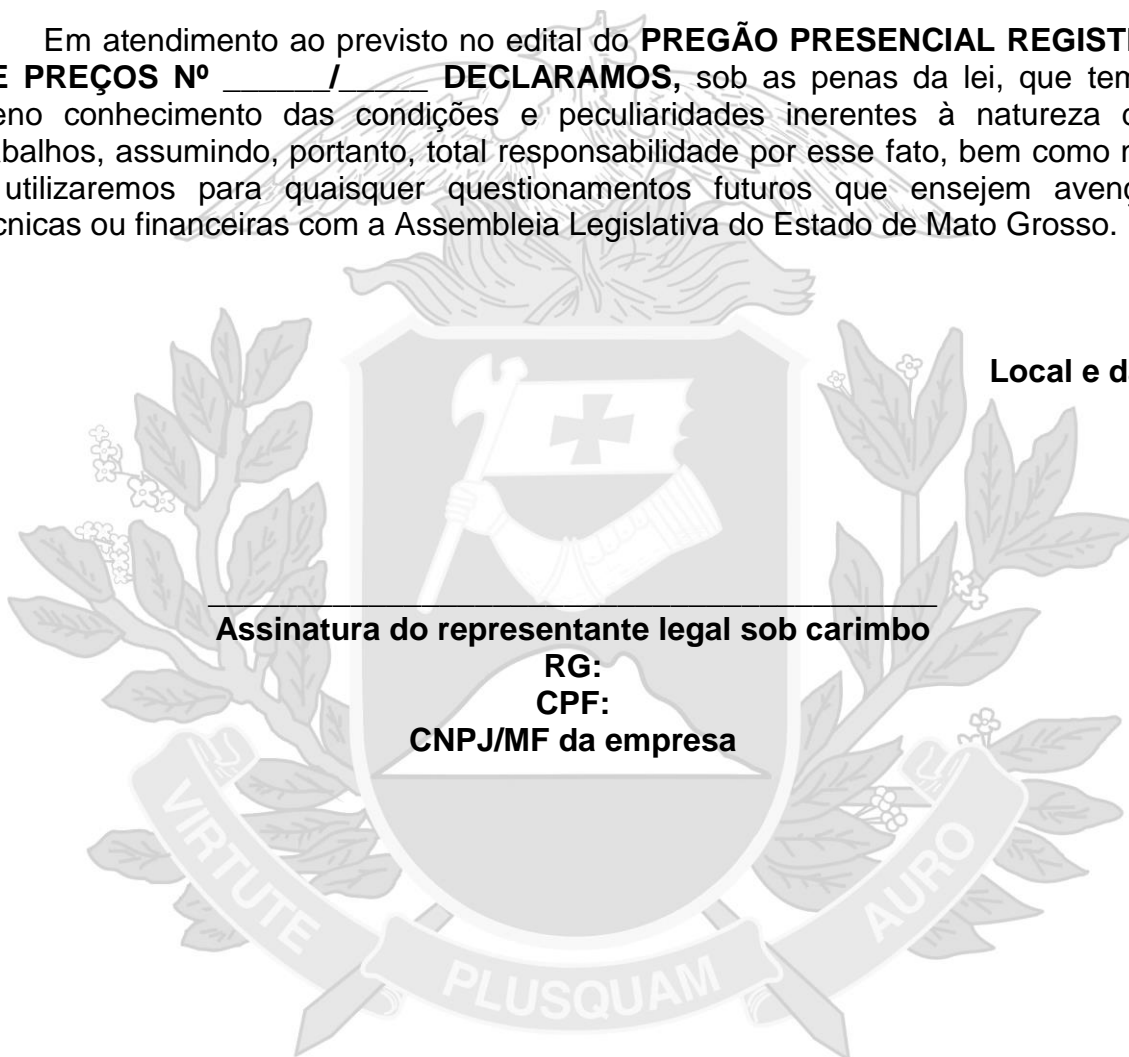 Em atendimento ao previsto no edital do PREGÃO PRESENCIAL REGIST
E PREÇOS Nº ______/_____ DECLARAMOS, sob as penas da lei, que tem
eno conhecimento das condições e peculiaridades inerentes à natureza
abalhos, assumindo, portanto, total responsabilidade por esse fato, bem como
utilizaremos para quaisquer questionamentos futuros que ensejem aven
cnicas ou financeiras com a Assembleia Legislativa do Estado de Mato Grosso.
Local e d
Assinatura do representante legal sob carimbo
RG:
CPF:
CNPJ/MF da empresa
VIRTUTE
PLUSQUAM
AURO